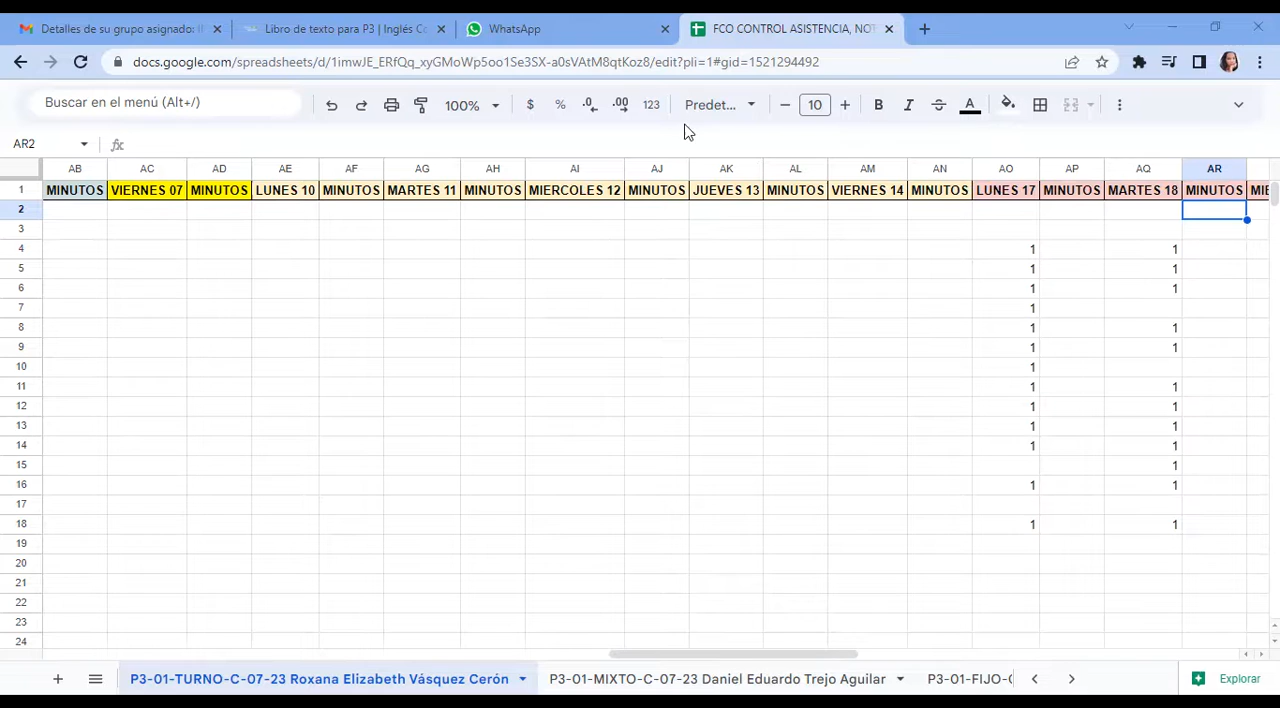 Detalles de su grupo asignado: Libro de texto para P3 | Inglés Co WhatsApp FCO CONTROL ASISTENCIA, NOT
docs.google.com/spreadsheets/d/1imwJE_ERfQq_xyGMoWp5oo1Se3SX-a0sVAtM8qtKoz8/edit?pli=1#gid=1521294492
Buscar en el menú (Alt+/) 100% $ % .0 .00 123 Predet... 10 B I S A
AR2 fx
AB AC AD AE AF AG AH AI AJ AK AL AM AN AO AP AQ AR
1 MINUTOS VIERNES 07 MINUTOS LUNES 10 MINUTOS MARTES 11 MINUTOS MIERCOLES 12 MINUTOS JUEVES 13 MINUTOS VIERNES 14 MINUTOS LUNES 17 MINUTOS MARTES 18 MINUTOS MIE
2
3
4 1 1
5 1 1
6 1 1
7 1
8 1 1
9 1 1
10 1
11 1 1
12 1 1
13 1 1
14 1 1
15 1
16 1 1
17
18 1 1
19
20
21
22
23
24
P3-01-TURNO-C-07-23 Roxana Elizabeth Vásquez Cerón P3-01-MIXTO-C-07-23 Daniel Eduardo Trejo Aguilar P3-01-FIJO-C Explorar